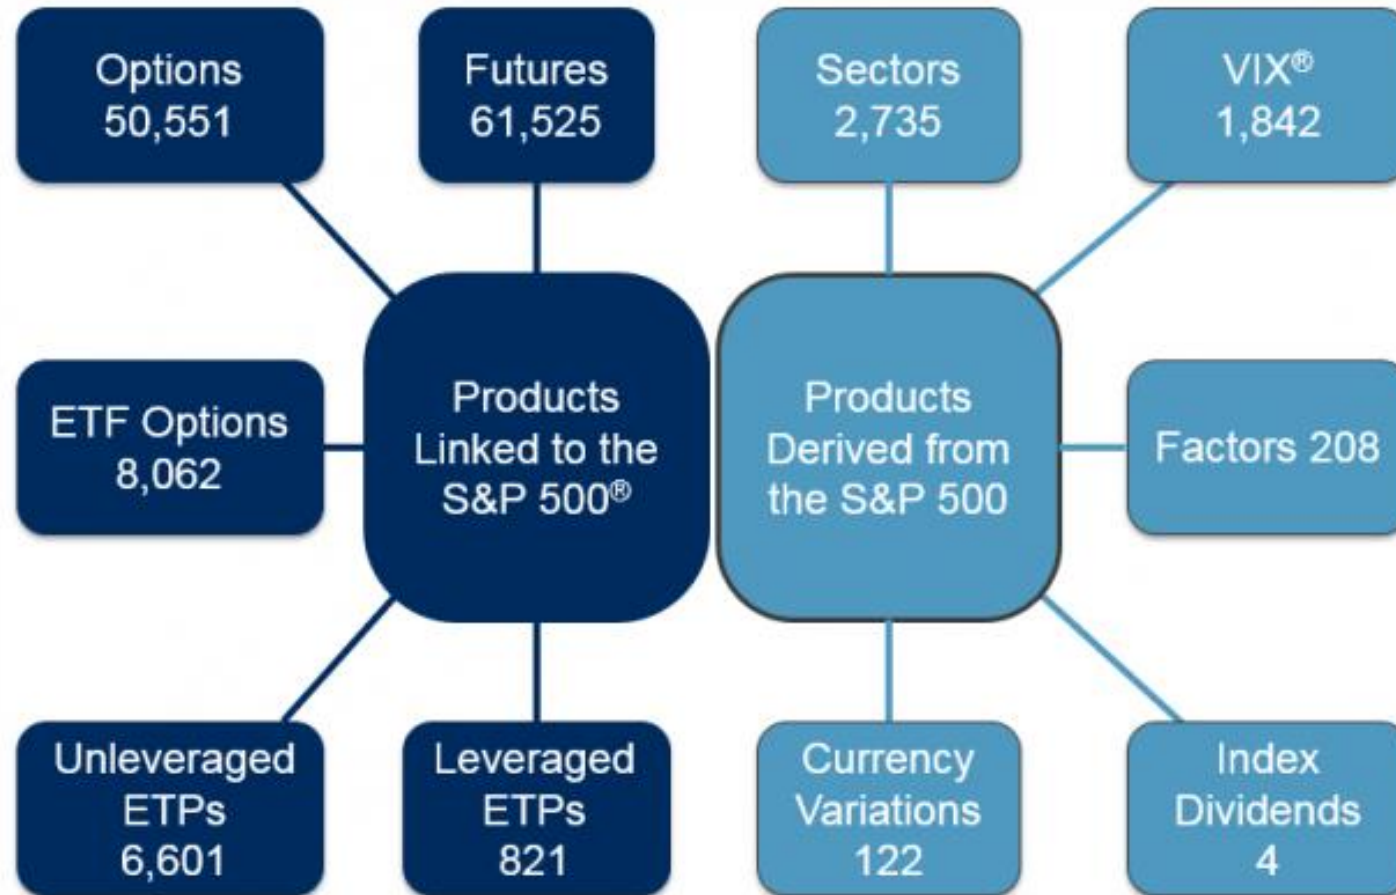 Options
50,551
Futures
61,525
Sectors
2,735
VIX®
1,842
ETF Options
8,062
Products
Linked to the
S&P 500®
Products
Derived from
the S&P 500
Factors 208
Unleveraged
ETPs
6,601
Leveraged
ETPs
821
Currency
Variations
122
Index
Dividends
4